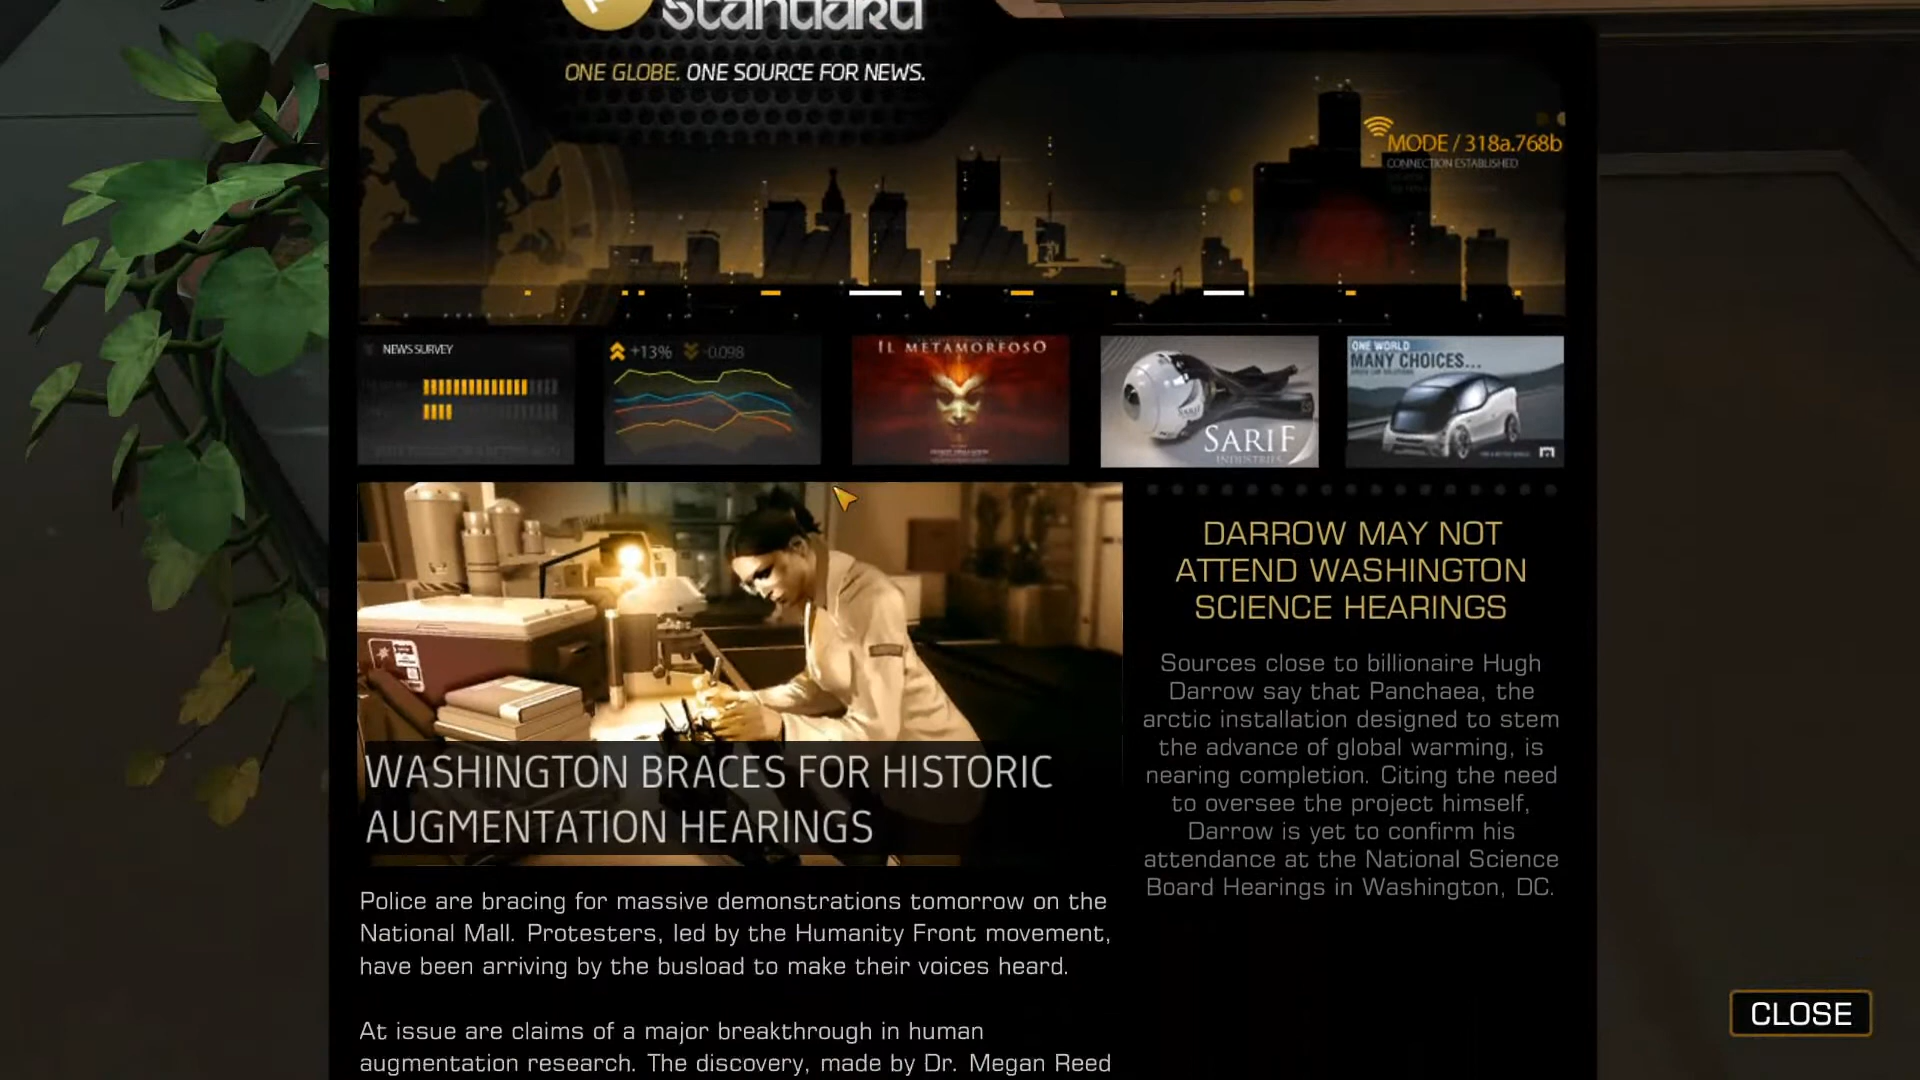 Standard
ONE GLOBE. ONE SOURCE FOR NEWS.
MODE / 318a.768b
CONNECTION ESTABLISHED
NEWS SURVEY
+13% -0.098
IL METAMORFOSO
SARIF
INDUSTRIES
ONE WORLD
MANY CHOICES...
DARROW MAY NOT
ATTEND WASHINGTON
SCIENCE HEARINGS
Sources close to billionaire Hugh
Darrow say that Panchaea, the
arctic installation designed to stem
the advance of global warming, is
nearing completion. Citing the need
to oversee the project himself,
Darrow is yet to confirm his
attendance at the National Science
Board Hearings in Washington, DC.
WASHINGTON BRACES FOR HISTORIC
AUGMENTATION HEARINGS
Police are bracing for massive demonstrations tomorrow on the
National Mall. Protesters, led by the Humanity Front movement,
have been arriving by the busload to make their voices heard.
At issue are claims of a major breakthrough in human
augmentation research. The discovery, made by Dr. Megan Reed
CLOSE